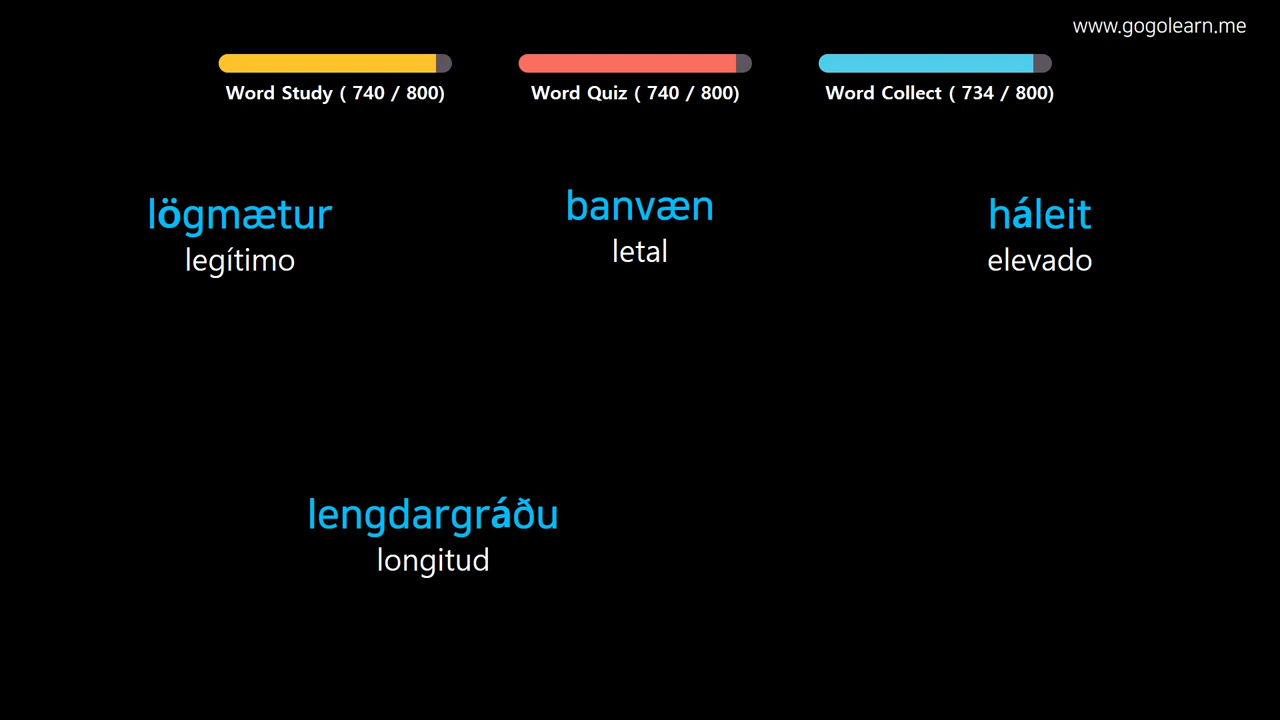 www.gogolearn.me
Word Study ( 740 / 800)
Word Quiz ( 740 / 800)
Word Collect ( 734 / 800)
lögmætur
legítimo
banvæn
letal
háleit
elevado
lengdargráðu
longitud